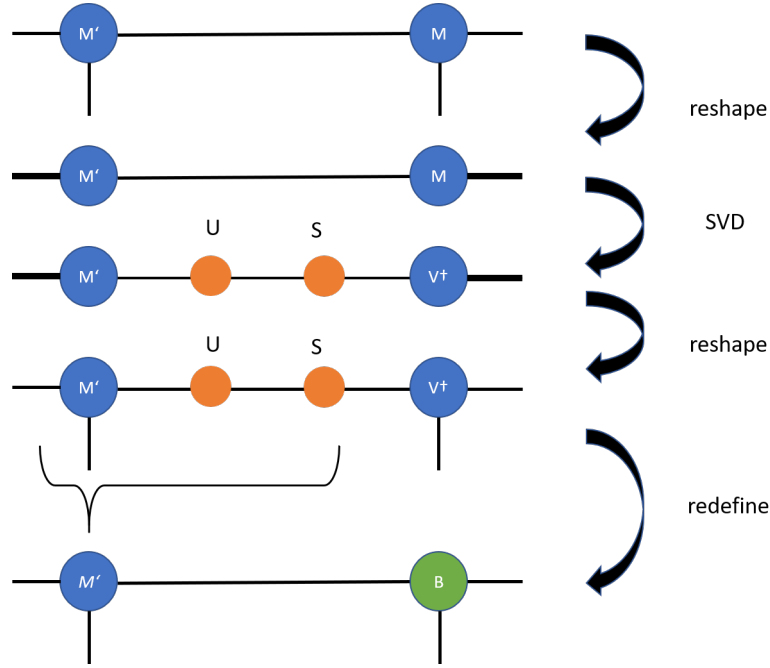 M‘ M
reshape
M‘ M
U S
SVD
M‘ V†
U S
reshape
M‘ V†
redefine
M‘ B